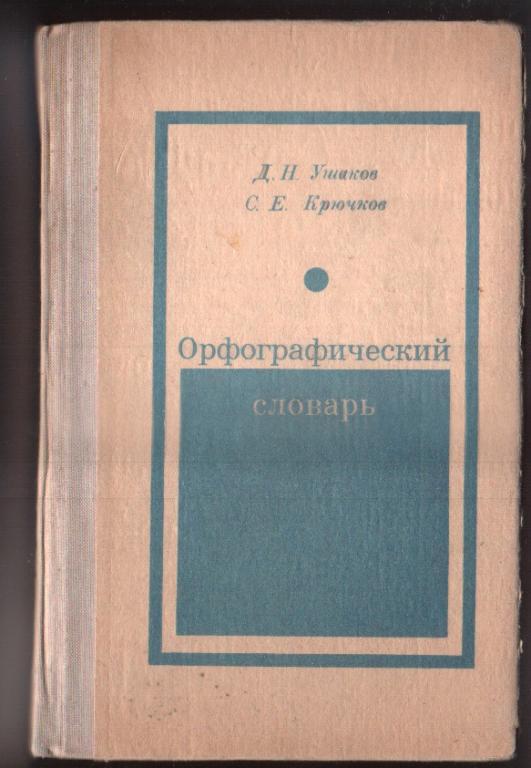 Д. Н. Ушаков
С. Е. Крючков
Орфографический
словарь